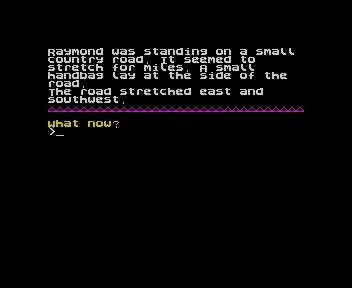 Raymond was standing on a small
country road. It seemed to
stretch for miles. A small
handbag lay at the side of the
road.
The road stretched east and
southwest.
What now?
>_